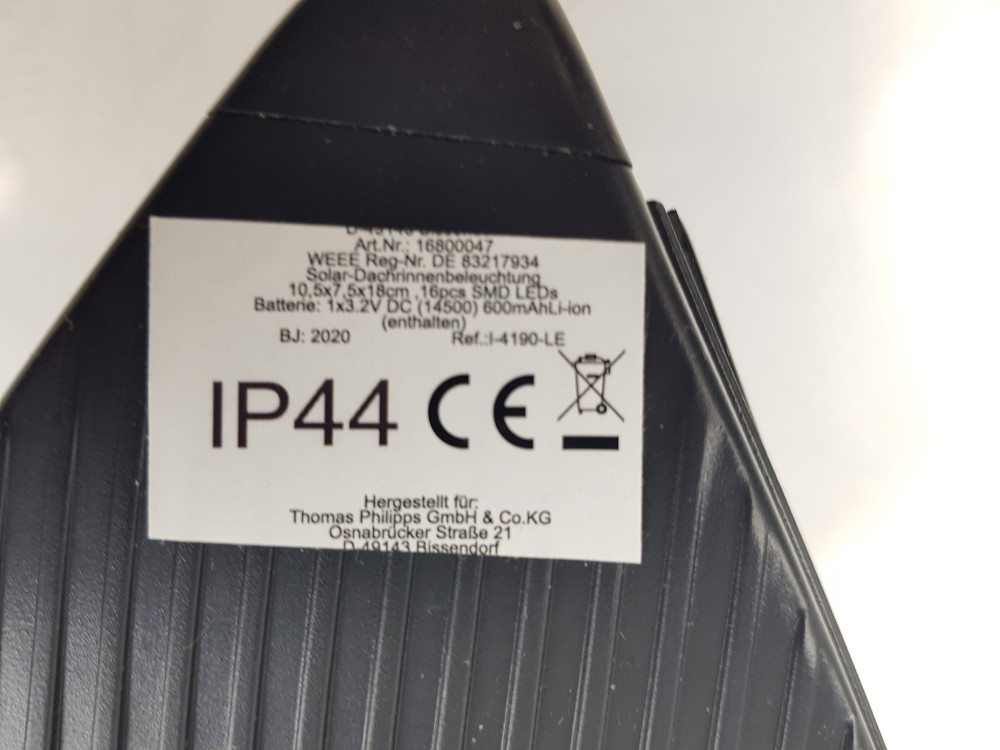 D-49143 Bissendorf
Art.Nr.: 16800047
WEEE Reg-Nr. DE 83217934
Solar-Dachrinnenbeleuchtung
10,5x7,5x18cm ,16pcs SMD LEDs
Batterie: 1x3.2V DC (14500) 600mAhLi-ion
(enthalten)
BJ: 2020 Ref.:I-4190-LE
IP44 CE
Hergestellt für:
Thomas Philipps GmbH & Co.KG
Osnabrücker Straße 21
D-49143 Bissendorf